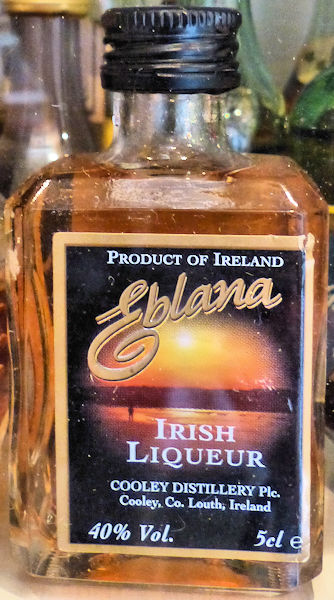 PRODUCT OF IRELAND
Eblana
IRISH
LIQUEUR
COOLEY DISTILLERY Plc.
Cooley, Co. Louth, Ireland
40% Vol. 5cl e